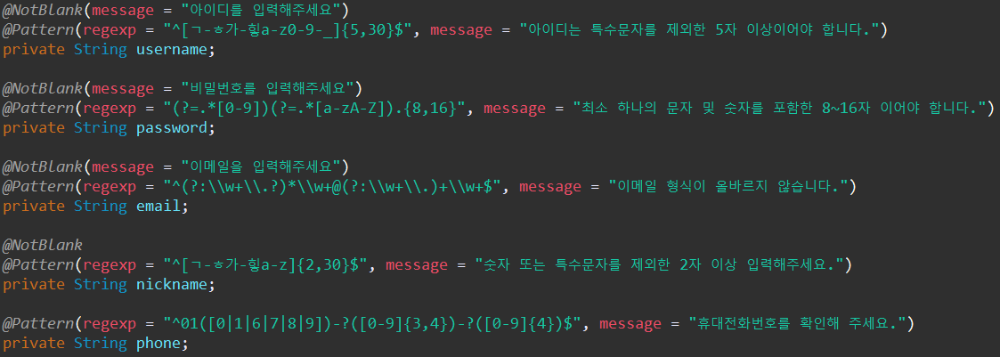 @NotBlank(message = "아이디를 입력해주세요")
@Pattern(regexp = "^[ㄱ-ㅎ가-힣a-z0-9-_]{5,30}$", message = "아이디는 특수문자를 제외한 5자 이상이어야 합니다.")
private String username;
@NotBlank(message = "비밀번호를 입력해주세요")
@Pattern(regexp = "(?=.*[0-9])(?=.*[a-zA-Z]).{8,16}", message = "최소 하나의 문자 및 숫자를 포함한 8~16자 이어야 합니다.")
private String password;
@NotBlank(message = "이메일을 입력해주세요")
@Pattern(regexp = "^(?:\\w+\\.?)*\\w+@(?:\\w+\\.)+\\w+$", message = "이메일 형식이 올바르지 않습니다.")
private String email;
@NotBlank
@Pattern(regexp = "^[ㄱ-ㅎ가-힣a-z]{2,30}$", message = "숫자 또는 특수문자를 제외한 2자 이상 입력해주세요.")
private String nickname;
@Pattern(regexp = "^01([0|1|6|7|8|9])-?([0-9]{3,4})-?([0-9]{4})$", message = "휴대전화번호를 확인해 주세요.")
private String phone;